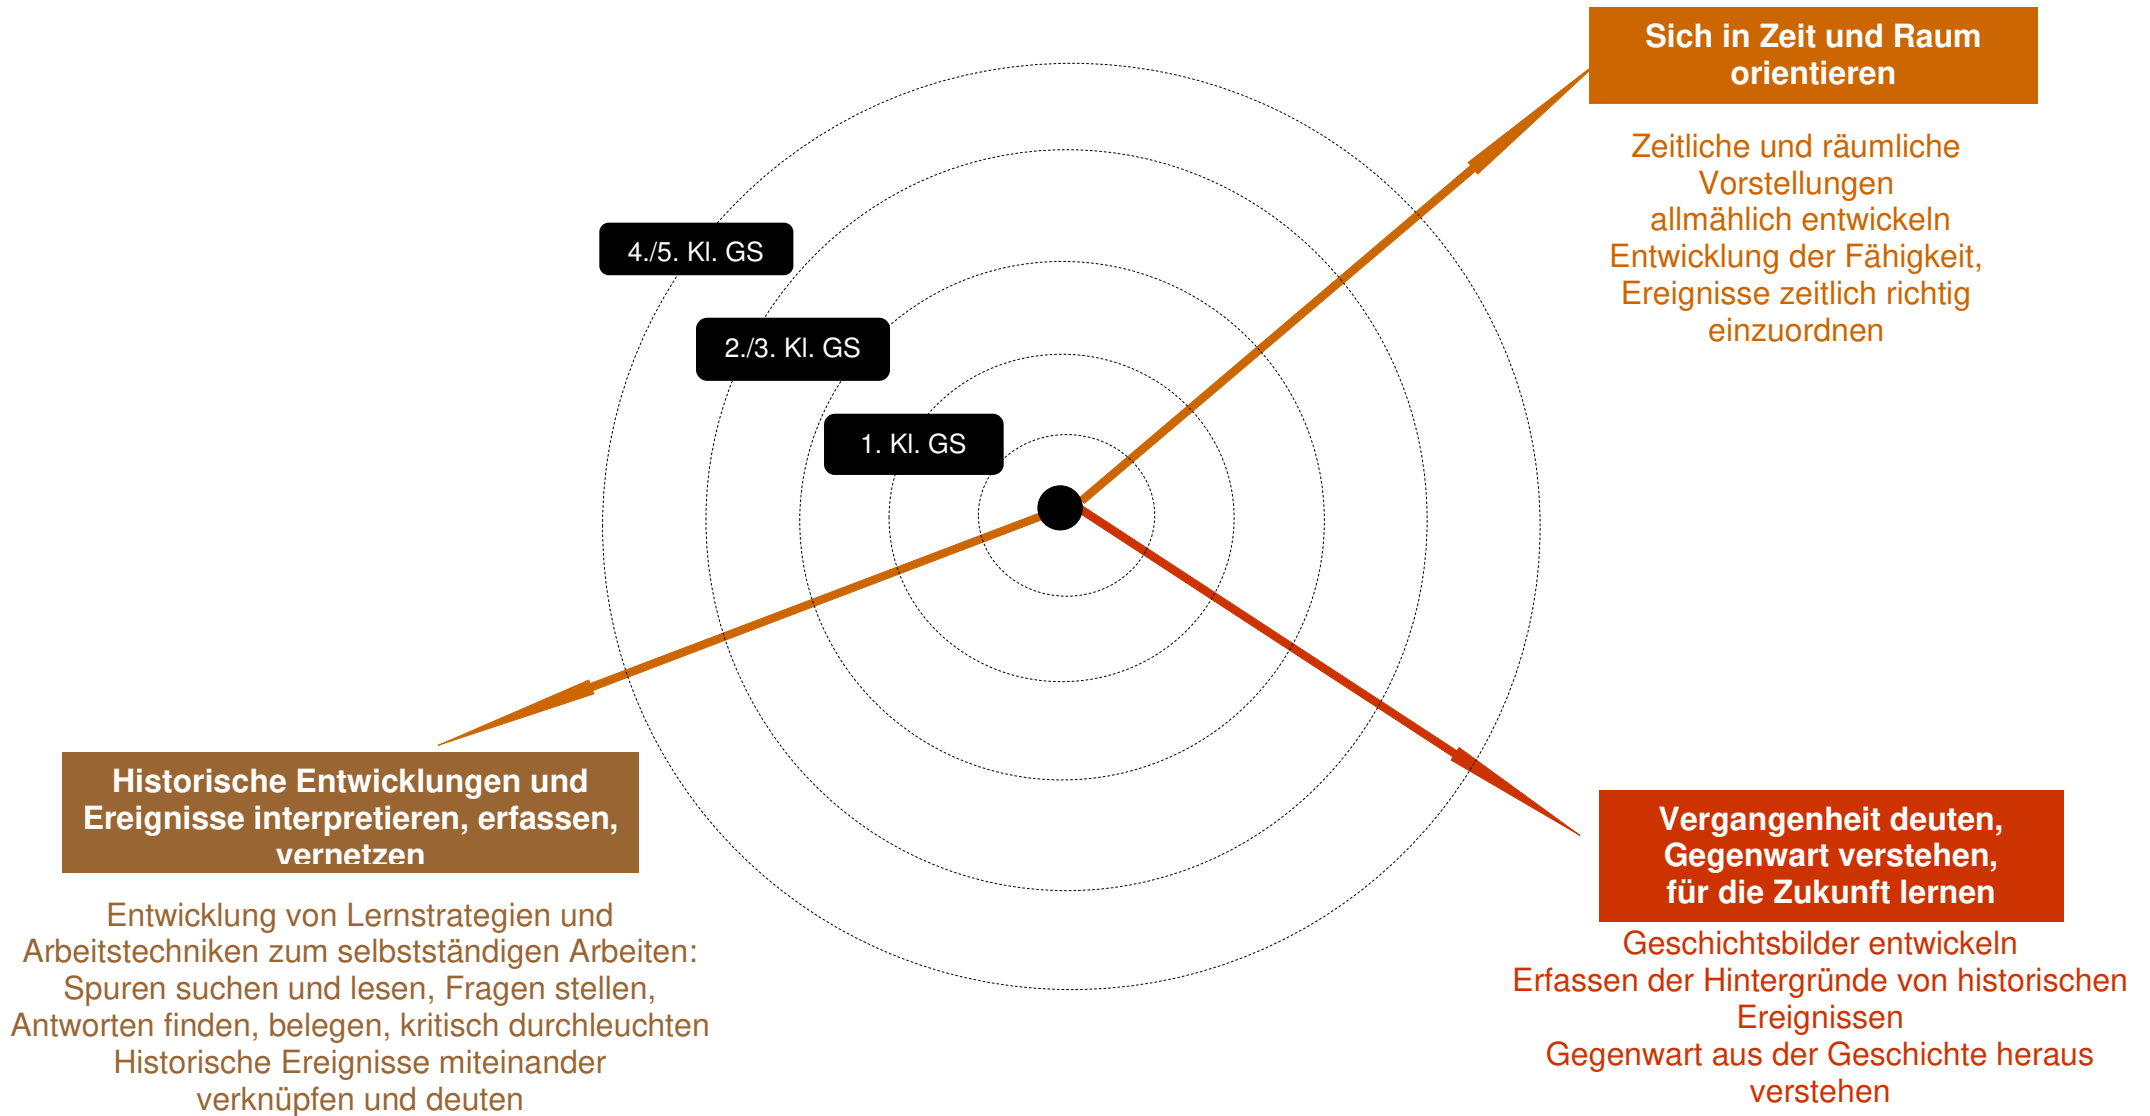 Sich in Zeit und Raum
orientieren
Zeitliche und räumliche
Vorstellungen
allmählich entwickeln
Entwicklung der Fähigkeit,
Ereignisse zeitlich richtig
einzuordnen
4./5. Kl. GS
2./3. Kl. GS
1. Kl. GS
Historische Entwicklungen und
Ereignisse interpretieren, erfassen,
vernetzen
Entwicklung von Lernstrategien und
Arbeitstechniken zum selbstständigen Arbeiten:
Spuren suchen und lesen, Fragen stellen,
Antworten finden, belegen, kritisch durchleuchten
Historische Ereignisse miteinander
verknüpfen und deuten
Vergangenheit deuten,
Gegenwart verstehen,
für die Zukunft lernen
Geschichtsbilder entwickeln
Erfassen der Hintergründe von historischen
Ereignissen
Gegenwart aus der Geschichte heraus
verstehen